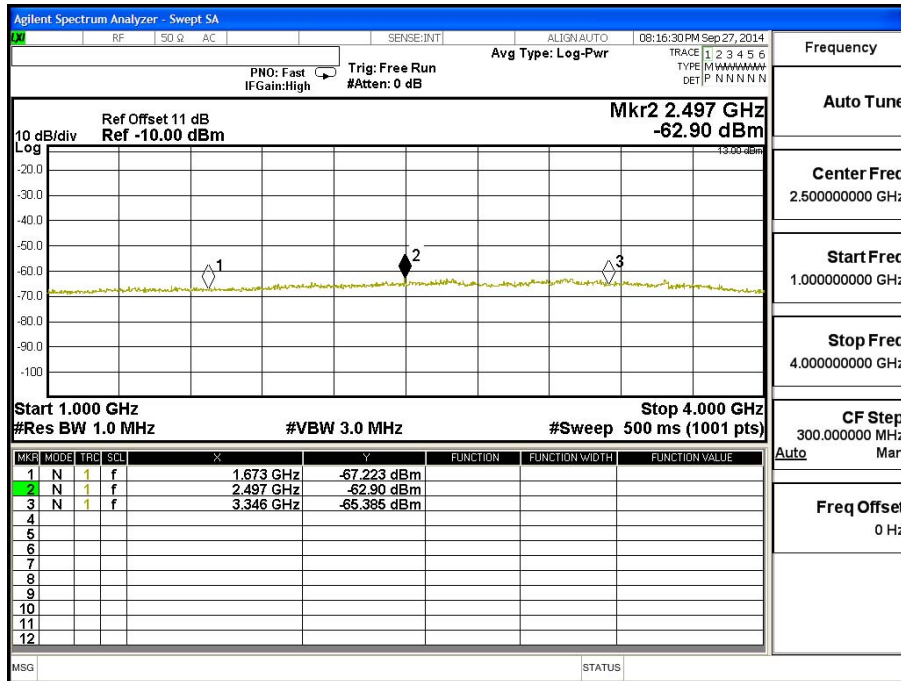 Agilent Spectrum Analyzer - Swept SA
LXI RF 50 Ω AC SENSE:INT ALIGN AUTO 08:16:30 PM Sep 27, 2014
Frequency
PNO: Fast Trig: Free Run Avg Type: Log-Pwr TRACE 1 2 3 4 5 6
IFGain:High #Atten: 0 dB TYPE M WWWWW
DET P N N N N N
Auto Tune
Mkr2 2.497 GHz
Ref Offset 11 dB
10 dB/div Ref -10.00 dBm -62.90 dBm
Log
13.00 dBm
-20.0
-30.0
-40.0
-50.0
-60.0
-70.0
-80.0
-90.0
-100
1
2
3
Center Freq
2.500000000 GHz
Start Freq
1.000000000 GHz
Stop Freq
4.000000000 GHz
Start 1.000 GHz Stop 4.000 GHz
#Res BW 1.0 MHz #VBW 3.0 MHz #Sweep 500 ms (1001 pts)
CF Step
300.000000 MHz
Auto Man
Freq Offset
0 Hz
MKR MODE TRC SCL X Y FUNCTION FUNCTION WIDTH FUNCTION VALUE
1 N 1 f 1.673 GHz -67.223 dBm
2 N 1 f 2.497 GHz -62.90 dBm
3 N 1 f 3.346 GHz -65.385 dBm
4
5
6
7
8
9
10
11
12
MSG STATUS